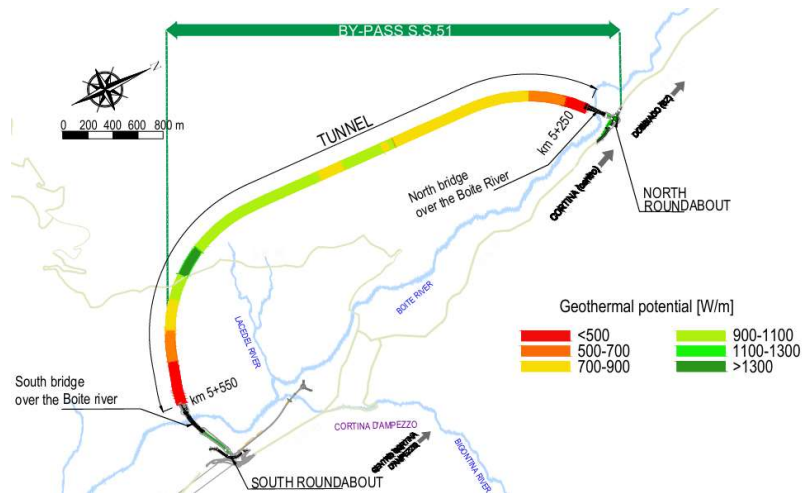 BY-PASS S.S.51
N
0 200 400 600 800 m
TUNNEL
km 5+250
North bridge
over the Boite River
CORTINA (centro)
DOBBIACO (BZ)
NORTH
ROUNDABOUT
BOITE RIVER
LACEDEL RIVER
Geothermal potential [W/m]
<500
500-700
700-900
900-1100
1100-1300
>1300
South bridge
over the Boite river
km 5+550
CORTINA D'AMPEZZO
D'AMPEZZO
BIGONTINA RIVER
SOUTH ROUNDABOUT